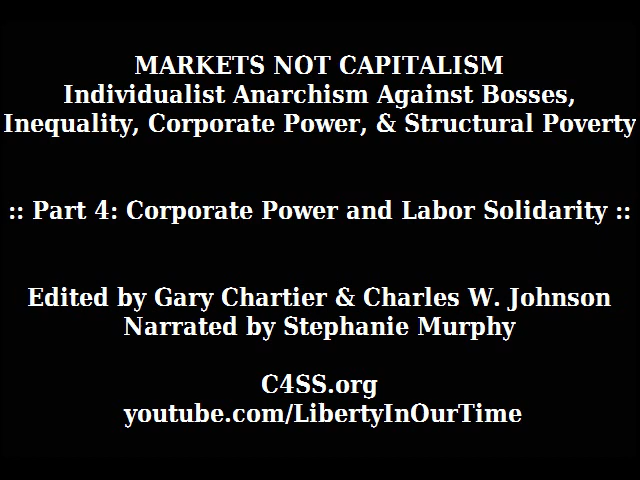 MARKETS NOT CAPITALISM
Individualist Anarchism Against Bosses,
Inequality, Corporate Power, & Structural Poverty
:: Part 4: Corporate Power and Labor Solidarity ::
Edited by Gary Chartier & Charles W. Johnson
Narrated by Stephanie Murphy
C4SS.org
youtube.com/LibertyInOurTime